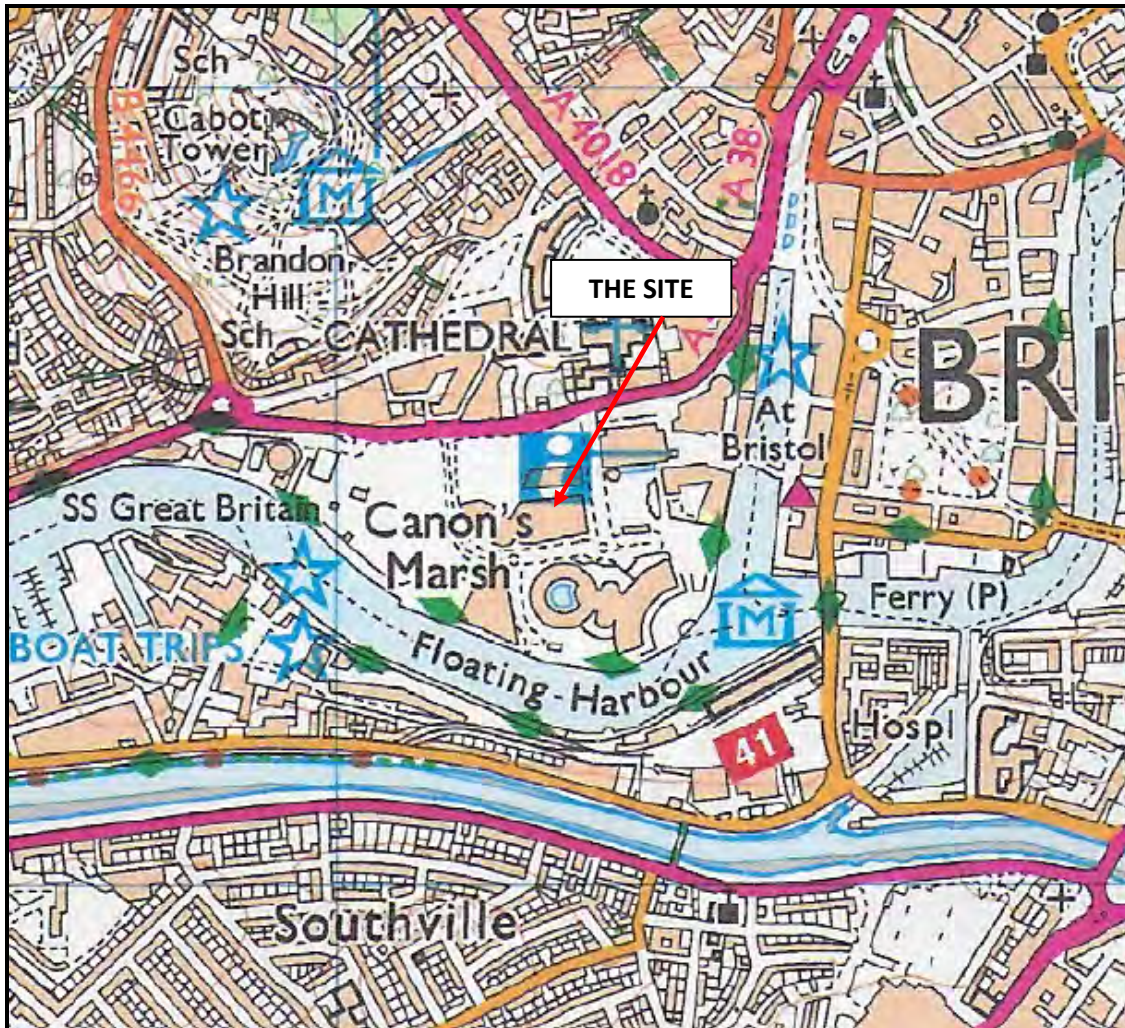 Sch
Cabot
Tower
B 4466
M
A 4018
A 38
Brandon
Hill
THE SITE
Sch
CATHEDRAL
A
BRI
At
Bristol
SS Great Britain
Canon's
Marsh
M
Ferry (P)
BOAT TRIPS
Floating-Harbour
Hospl
41
Southville